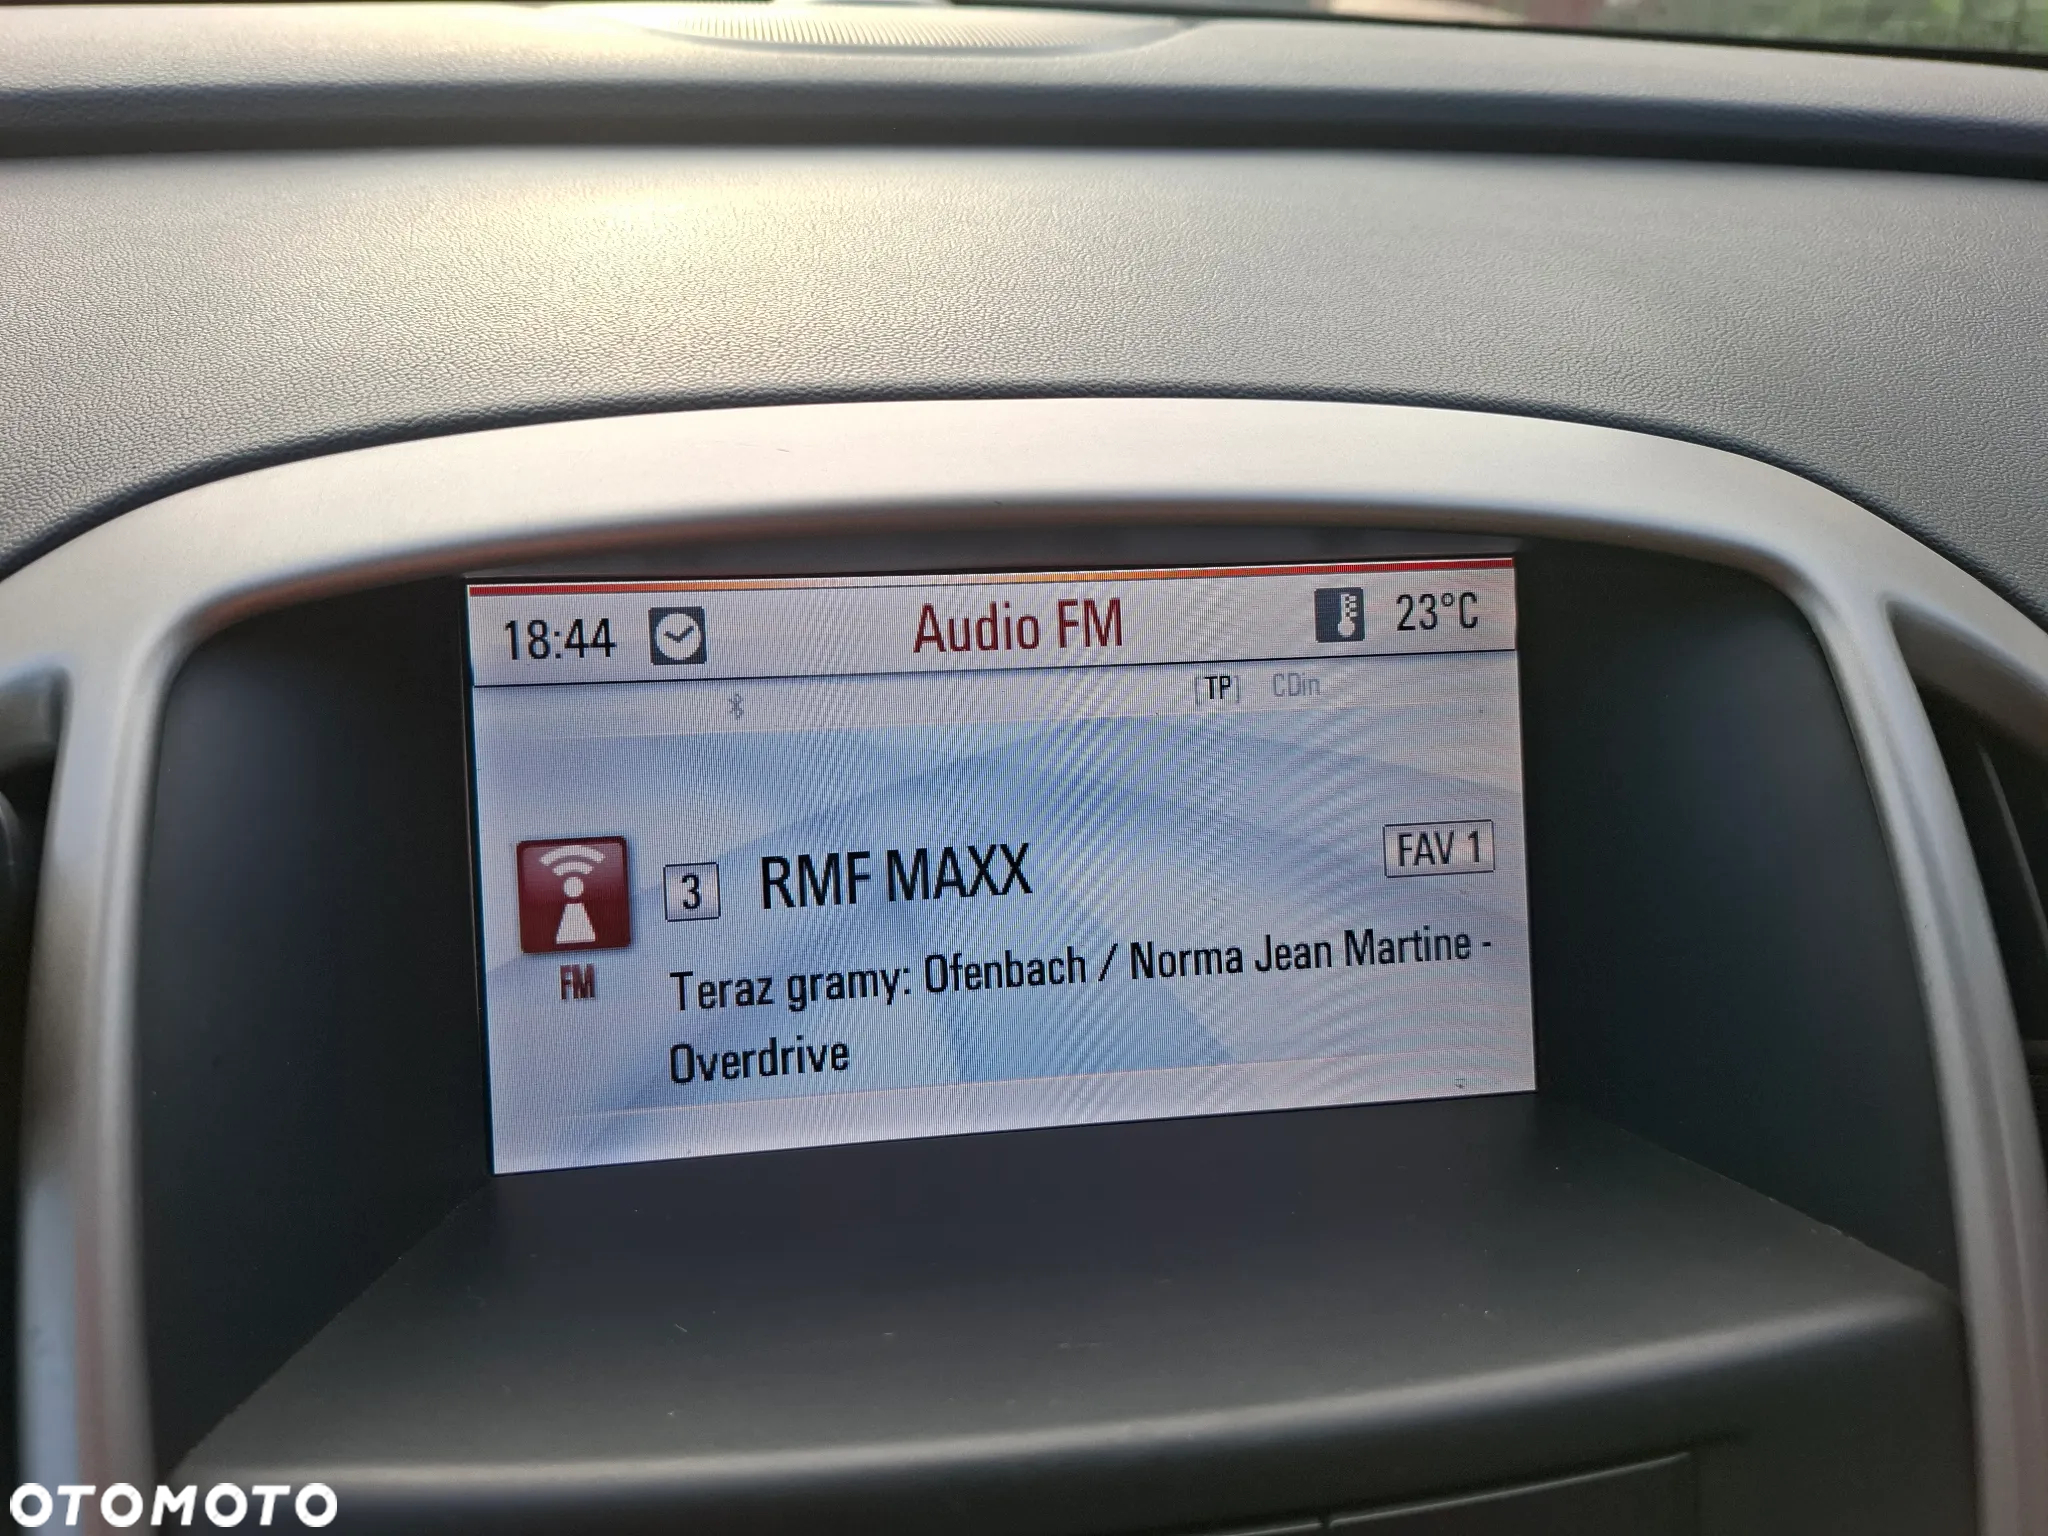 18:44 Audio FM 23°C
[TP] CDin
3 RMF MAXX FAV 1
FM
Teraz gramy: Ofenbach / Norma Jean Martine -
Overdrive
OTOMOTO